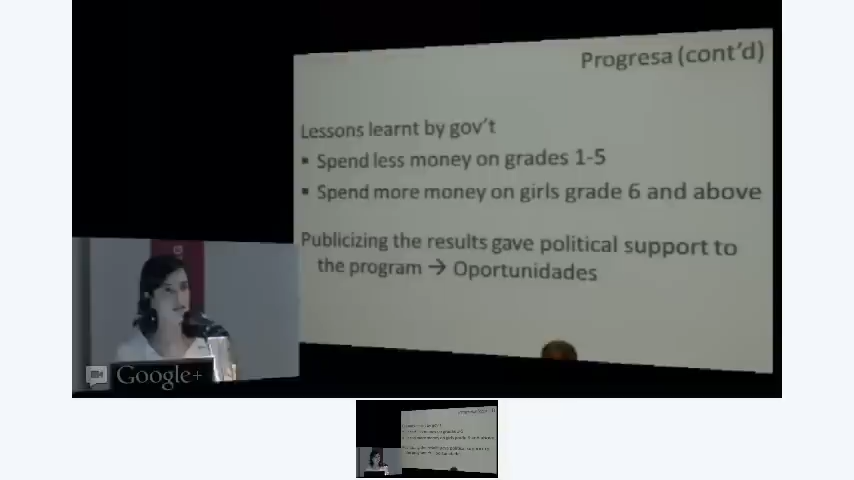 Progresa (cont'd)
Lessons learnt by gov't
▪ Spend less money on grades 1-5
▪ Spend more money on girls grade 6 and above
Publicizing the results gave political support to
the program → Oportunidades
Google+